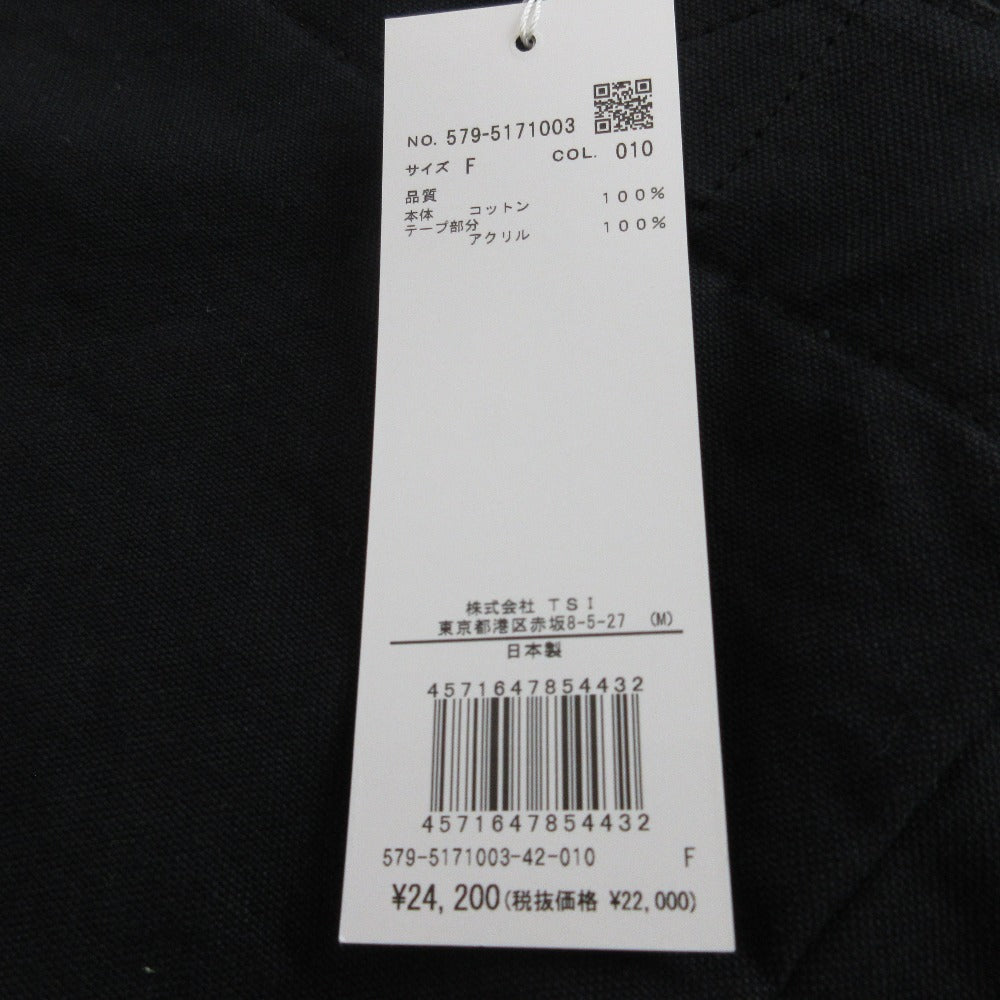 NO. 579-5171003
サイズ F COL. 010
品質
本体 コットン 100%
テープ部分
アクリル 100%
株式会社 TSI
東京都港区赤坂8-5-27 (M)
日本製
4571647854432
4571647854432
579-5171003-42-010 F
¥24,200(税抜価格 ¥22,000)